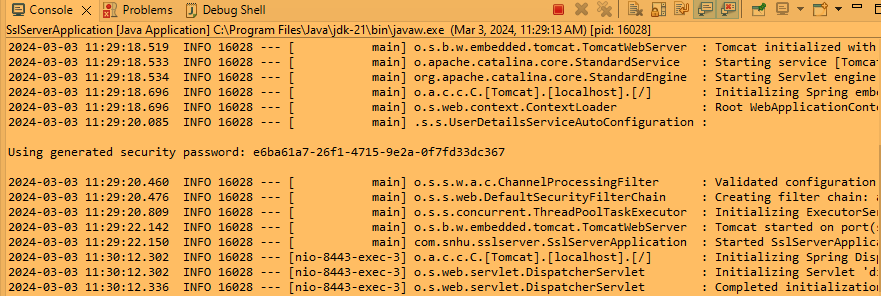 Console Problems Debug Shell
SslServerApplication [Java Application] C:\Program Files\Java\jdk-21\bin\javaw.exe (Mar 3, 2024, 11:29:13 AM) [pid: 16028]
2024-03-03 11:29:18.519 INFO 16028 --- [ main] o.s.b.w.embedded.tomcat.TomcatWebServer : Tomcat initialized with
2024-03-03 11:29:18.533 INFO 16028 --- [ main] o.apache.catalina.core.StandardService : Starting service [Tomca
2024-03-03 11:29:18.534 INFO 16028 --- [ main] org.apache.catalina.core.StandardEngine : Starting Servlet engine
2024-03-03 11:29:18.696 INFO 16028 --- [ main] o.a.c.c.C.[Tomcat].[localhost].[/] : Initializing Spring embe
2024-03-03 11:29:18.696 INFO 16028 --- [ main] o.s.web.context.ContextLoader : Root WebApplicationConte
2024-03-03 11:29:20.085 INFO 16028 --- [ main] .s.s.UserDetailsServiceAutoConfiguration :
Using generated security password: e6ba61a7-26f1-4715-9e2a-0f7fd33dc367
2024-03-03 11:29:20.460 INFO 16028 --- [ main] o.s.s.w.a.c.ChannelProcessingFilter : Validated configuration
2024-03-03 11:29:20.476 INFO 16028 --- [ main] o.s.s.web.DefaultSecurityFilterChain : Creating filter chain: a
2024-03-03 11:29:20.809 INFO 16028 --- [ main] o.s.s.concurrent.ThreadPoolTaskExecutor : Initializing ExecutorSer
2024-03-03 11:29:22.142 INFO 16028 --- [ main] o.s.b.w.embedded.tomcat.TomcatWebServer : Tomcat started on port(s
2024-03-03 11:29:22.150 INFO 16028 --- [ main] com.snhu.sslserver.SslServerApplication : Started SslServerApplica
2024-03-03 11:30:12.302 INFO 16028 --- [nio-8443-exec-3] o.a.c.c.C.[Tomcat].[localhost].[/] : Initializing Spring Disp
2024-03-03 11:30:12.302 INFO 16028 --- [nio-8443-exec-3] o.s.web.servlet.DispatcherServlet : Initializing Servlet 'di
2024-03-03 11:30:12.336 INFO 16028 --- [nio-8443-exec-3] o.s.web.servlet.DispatcherServlet : Completed initialization